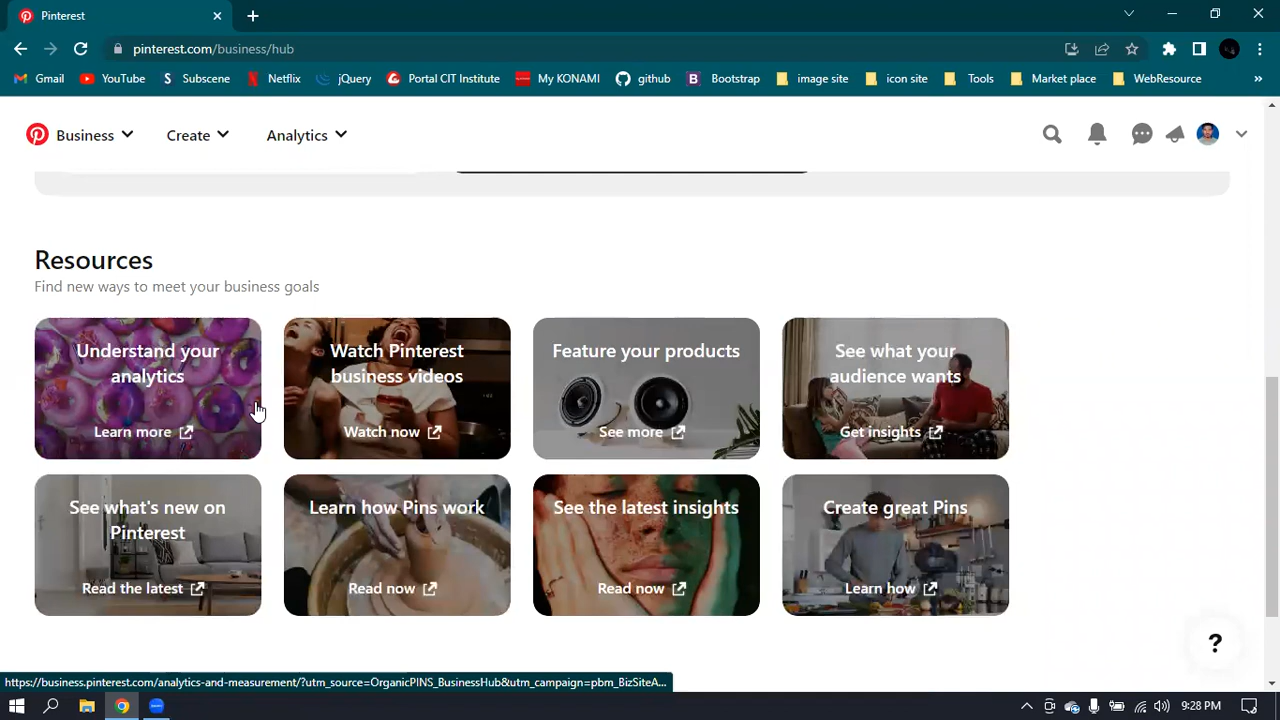 Pinterest
pinterest.com/business/hub
Gmail YouTube Subscene Netflix jQuery Portal CIT Institute My KONAMI github Bootstrap image site icon site Tools Market place WebResource »
Business Create Analytics
Resources
Find new ways to meet your business goals
Understand your
analytics
Learn more
Watch Pinterest
business videos
Watch now
Feature your products
See more
See what your
audience wants
Get insights
See what's new on
Pinterest
Read the latest
Learn how Pins work
Read now
See the latest insights
Read now
Create great Pins
Learn how
?
https://business.pinterest.com/analytics-and-measurement/?utm_source=OrganicPINS_BusinessHub&utm_campaign=pbm_BizSiteA...
9:28 PM